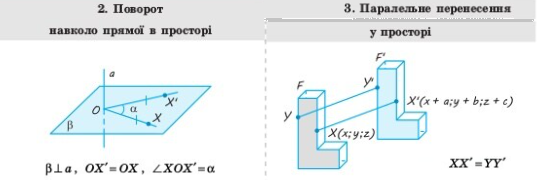 2. Поворот
навколо прямої в просторі
a
O
X'
α
X
β
β⊥a, OX'=OX, ∠XOX'=α
3. Паралельне перенесення
у просторі
F'
F
Y'
Y
X'(x + a;y + b;z + c)
X(x;y;z)
XX'=YY'